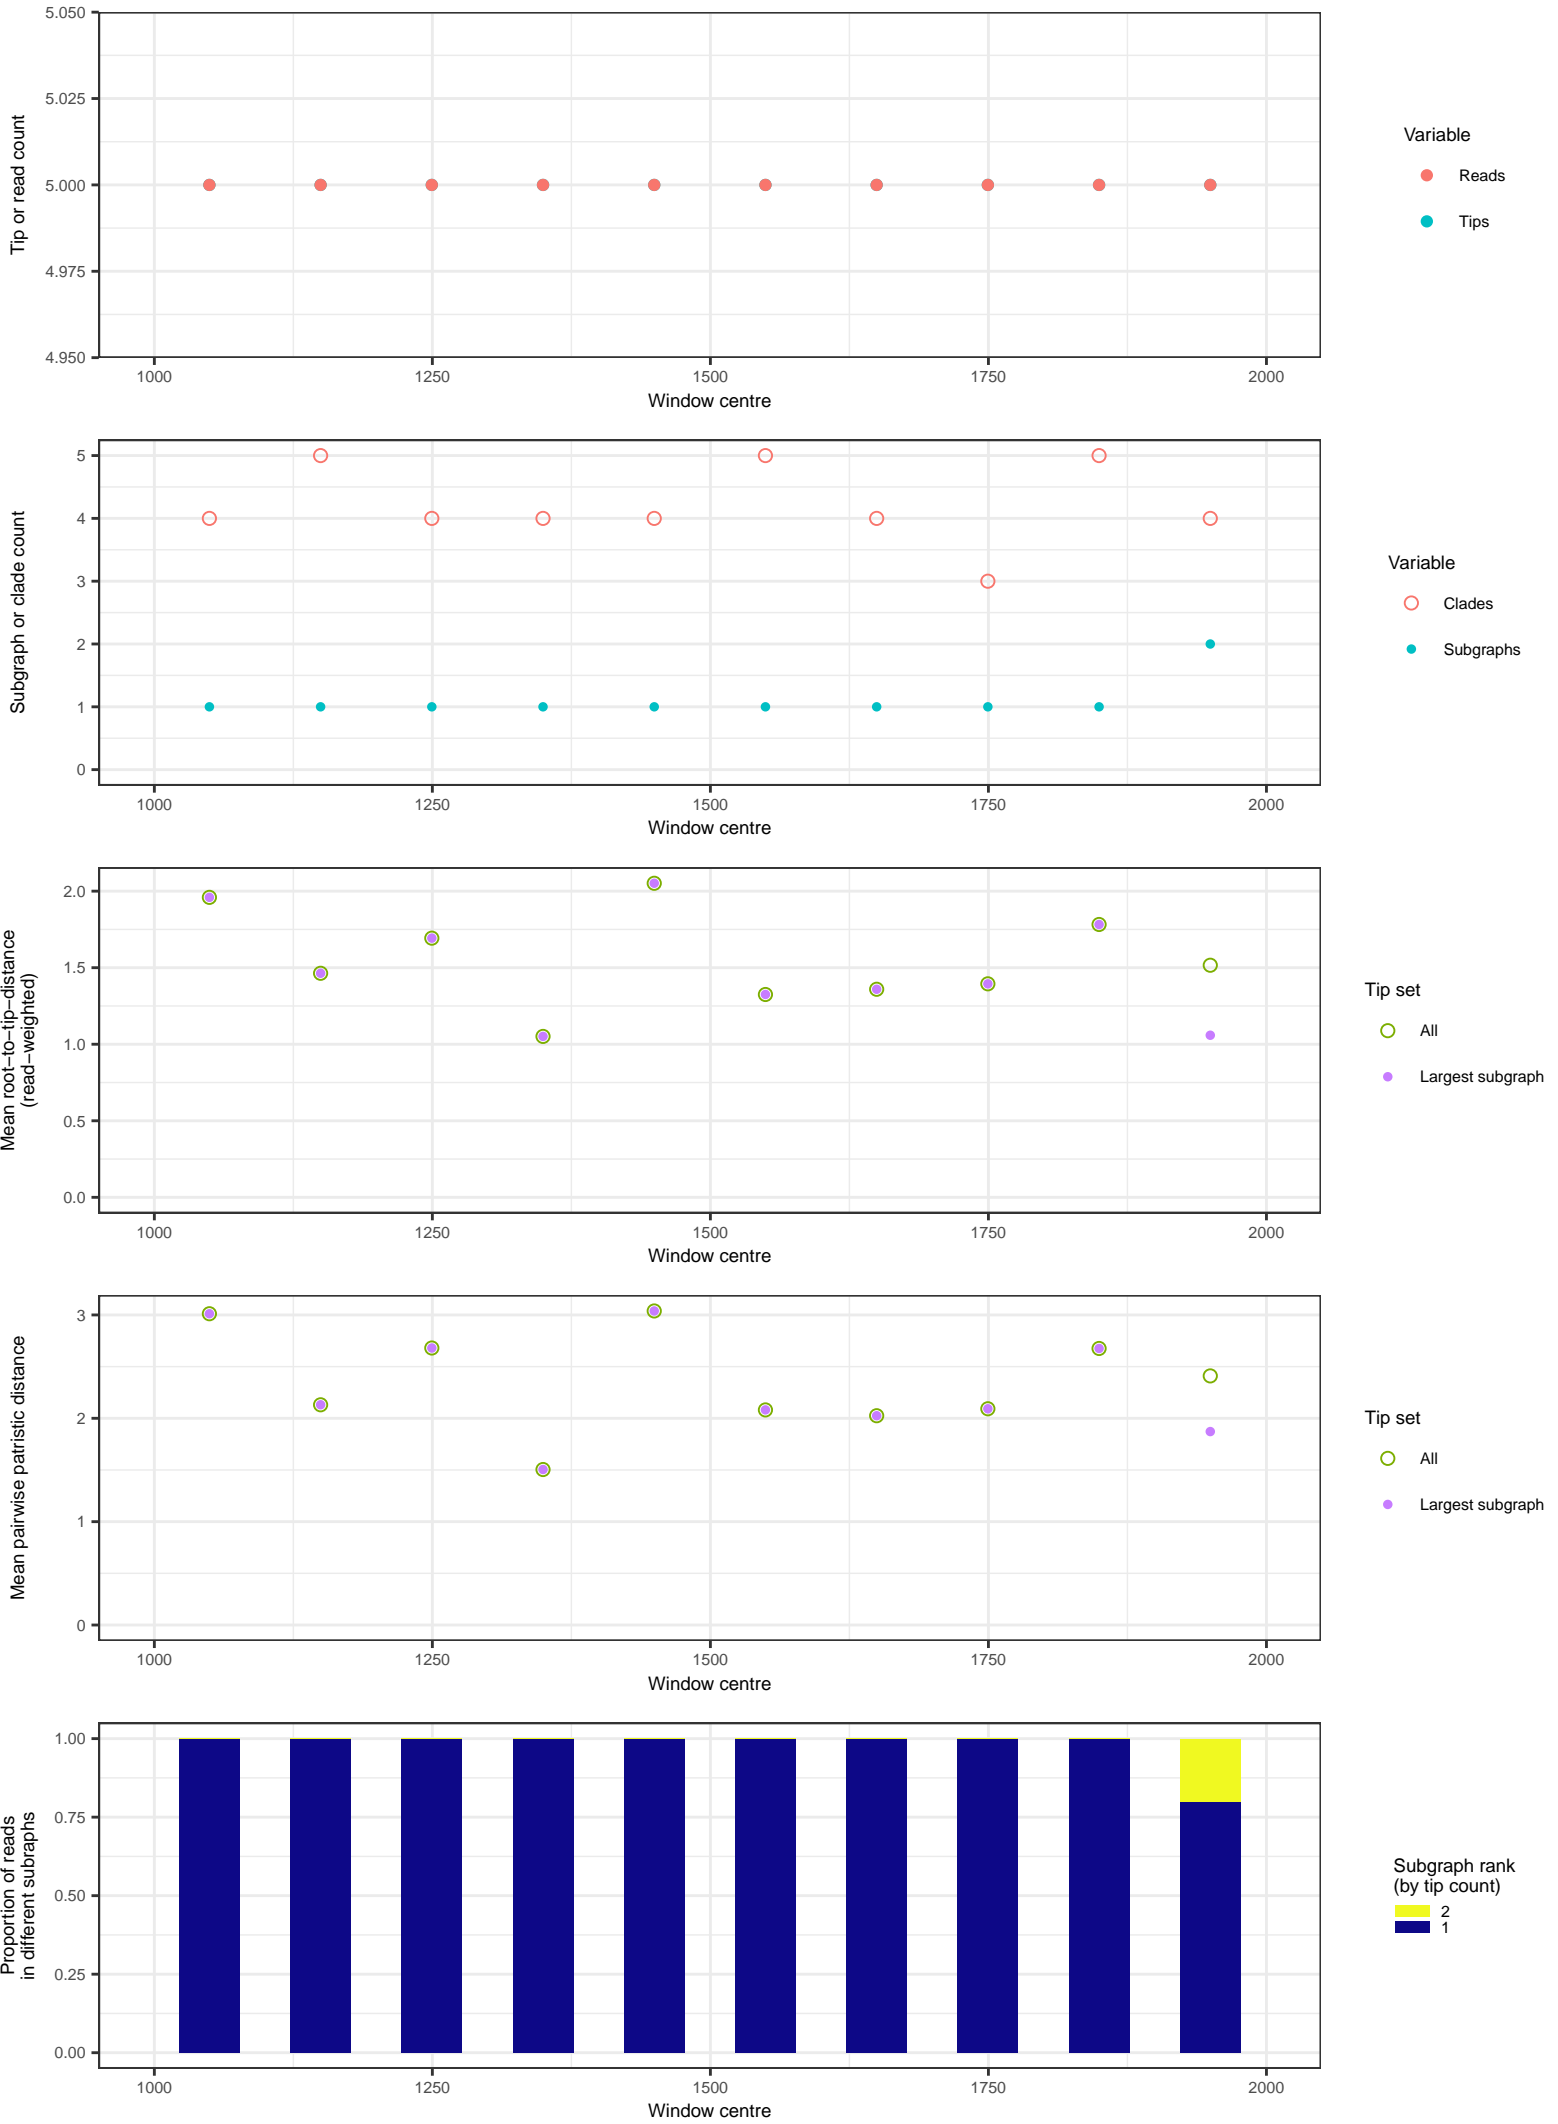 5.050
5.025
5.000
4.975
4.950
Tip or read count
1000 1250 1500 1750 2000
Window centre
Variable
Reads
Tips
5
4
3
2
1
0
Subgraph or clade count
1000 1250 1500 1750 2000
Window centre
Variable
Clades
Subgraphs
2.0
1.5
1.0
0.5
0.0
Mean root−to−tip−distance
(read−weighted)
1000 1250 1500 1750 2000
Window centre
Tip set
All
Largest subgraph
3
2
1
0
Mean pairwise patristic distance
1000 1250 1500 1750 2000
Window centre
Tip set
All
Largest subgraph
1.00
0.75
0.50
0.25
0.00
Proportion of reads
in different subraphs
1000 1250 1500 1750 2000
Window centre
Subgraph rank
(by tip count)
2
1